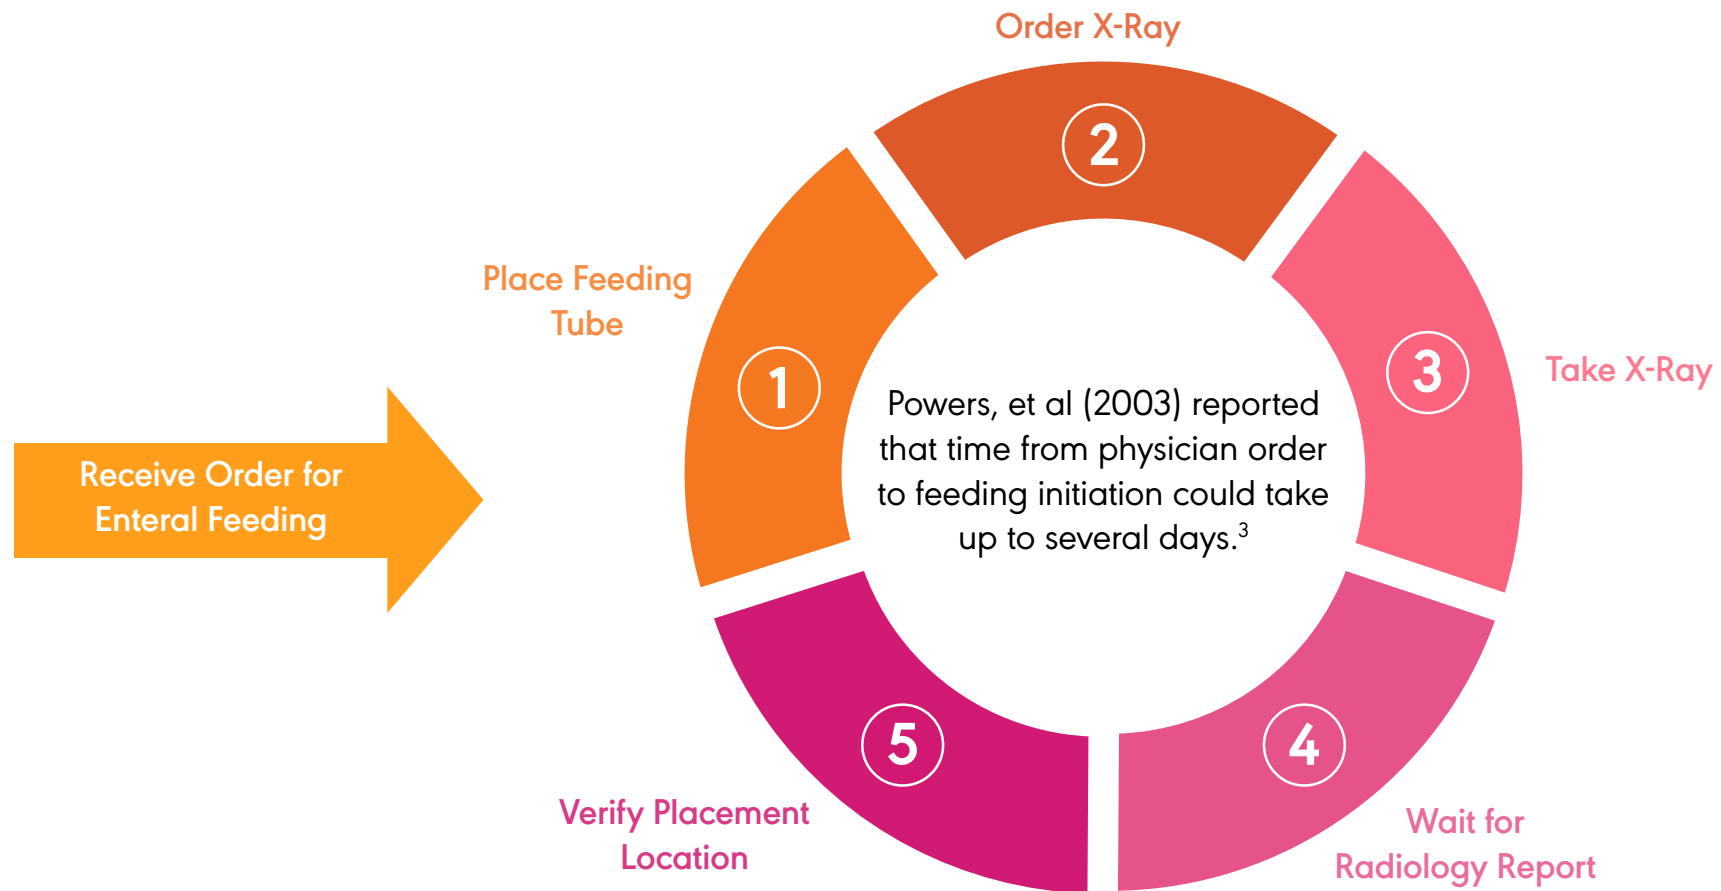 Order X-Ray
2
Place Feeding
Tube
1
3
Take X-Ray
Receive Order for
Enteral Feeding
Powers, et al (2003) reported
that time from physician order
to feeding initiation could take
up to several days.³
5
4
Verify Placement
Location
Wait for
Radiology Report